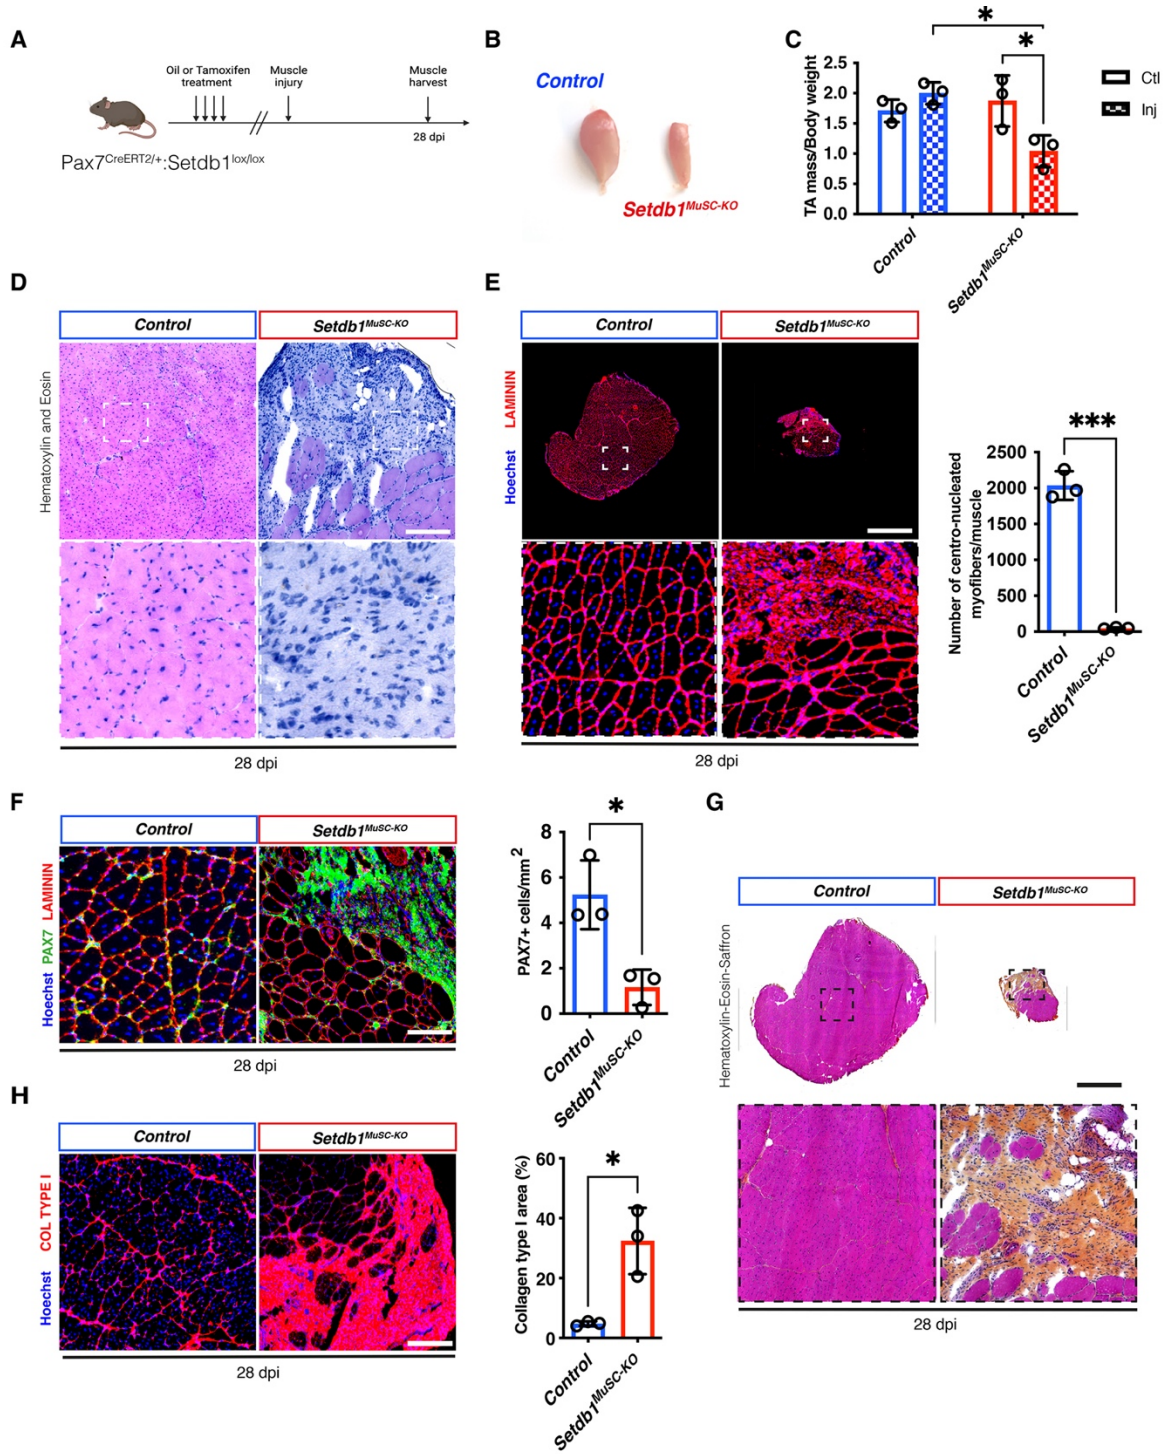 A
Oil or Tamoxifen
treatment
Muscle
injury
Muscle
harvest
28 dpi
Pax7CreERT2/+:Setdb1lox/lox
B
Control
Setdb1MuSC-KO
C
TA mass/Body weight
2.5
2.0
1.5
1.0
0.5
0.0
*
*
Ctl
Inj
Control
Setdb1MuSC-KO
D
Control
Setdb1MuSC-KO
Hematoxylin and Eosin
28 dpi
E
Control
Setdb1MuSC-KO
Hoechst LAMININ
28 dpi
Number of centro-nucleated
myofibers/muscle
2500
2000
1500
1000
500
0
***
Control
Setdb1MuSC-KO
F
Control
Setdb1MuSC-KO
Hoechst PAX7 LAMININ
28 dpi
PAX7+ cells/mm2
8
6
4
2
0
*
Control
Setdb1MuSC-KO
G
Control
Setdb1MuSC-KO
Hematoxylin-Eosin-Saffron
28 dpi
H
Control
Setdb1MuSC-KO
Hoechst COL TYPE I
28 dpi
Collagen type I area (%)
60
40
20
0
*
Control
Setdb1MuSC-KO